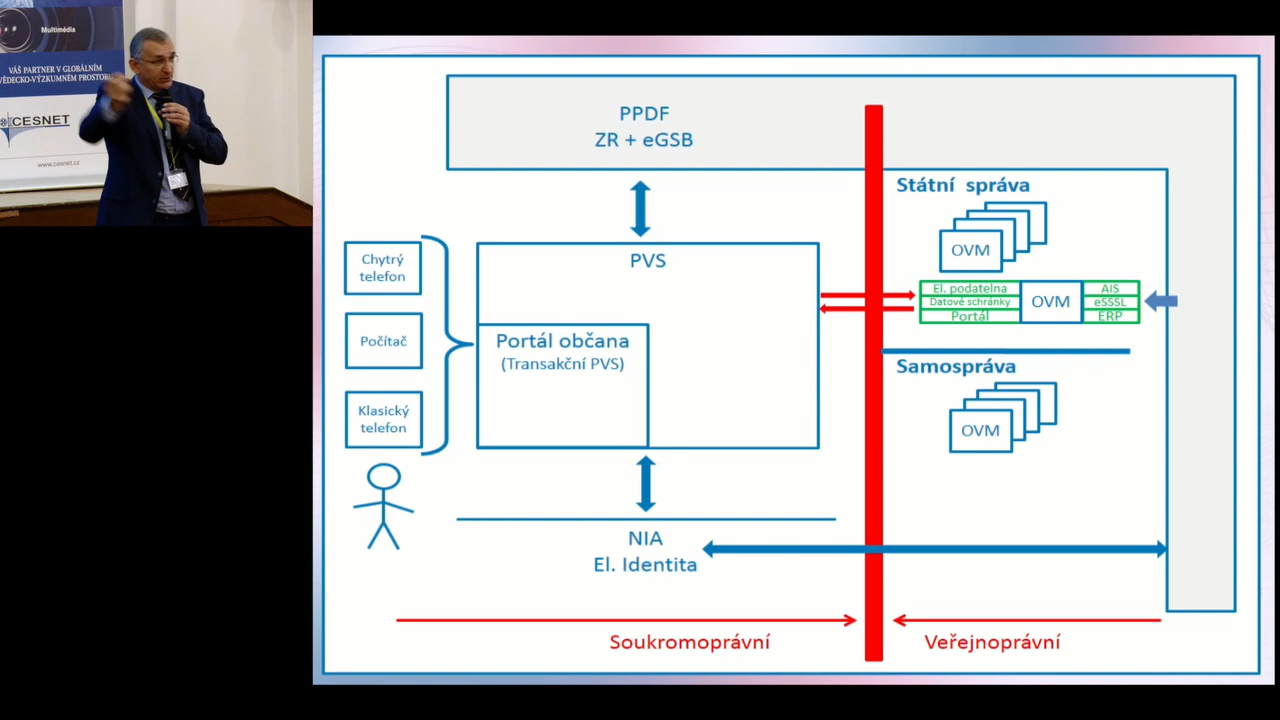 Multimédia
VÁŠ PARTNER V GLOBÁLNÍM
VĚDECKO-VÝZKUMNÉM PROSTORU
CESNET
www.cesnet.cz
PPDF
ZR + eGSB
Státní správa
OVM
Chytrý
telefon
PVS
El. podatelna
Datové schránky
Portál
OVM
AIS
eSSSL
ERP
Počítač
Portál občana
(Transakční PVS)
Samospráva
Klasický
telefon
OVM
NIA
El. Identita
Soukromoprávní
Veřejnoprávní